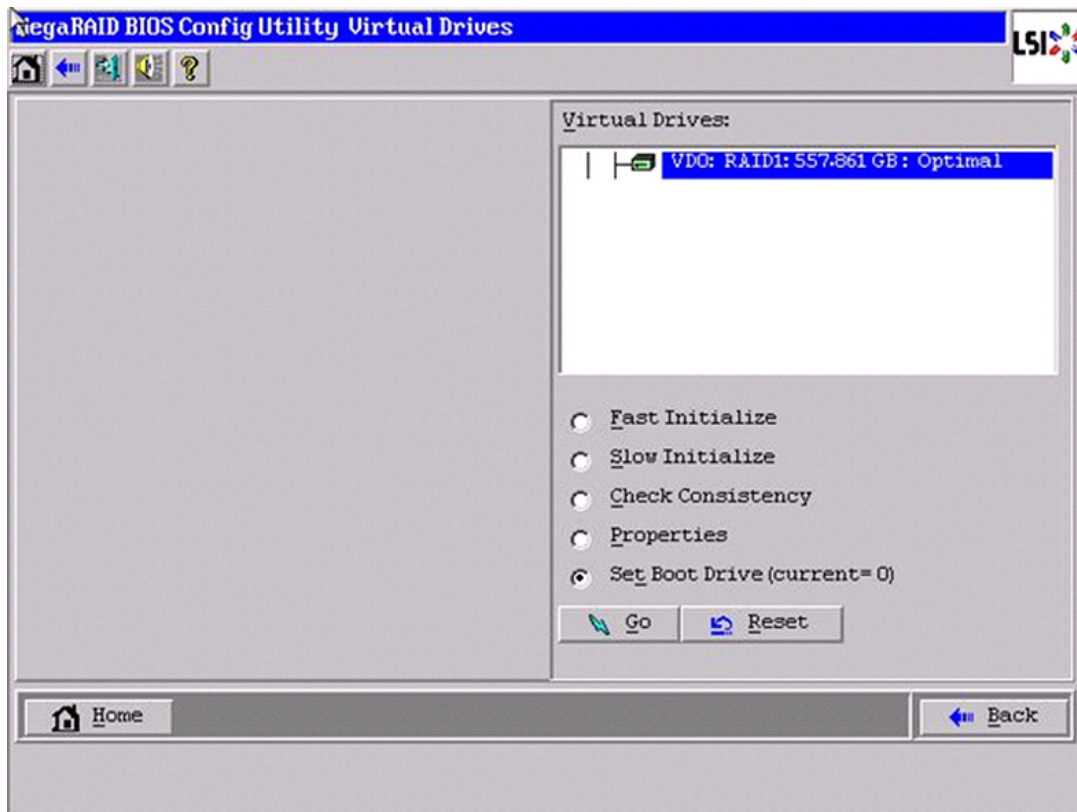 MegaRAID BIOS Config Utility Virtual Drives
LSI
Virtual Drives:
VD0: RAID1: 557.861 GB: Optimal
Fast Initialize
Slow Initialize
Check Consistency
Properties
Set Boot Drive (current= 0)
Go
Reset
Home
Back